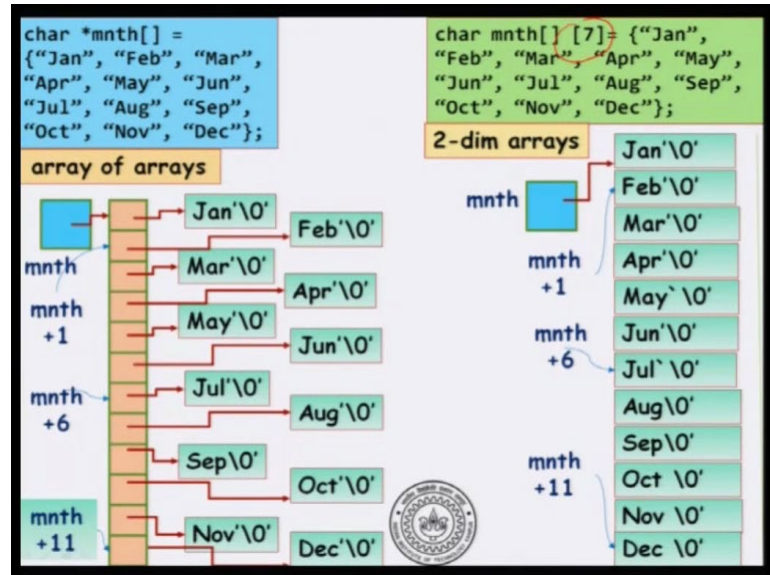 char *mnth[] =
{“Jan”, “Feb”, “Mar”,
“Apr”, “May”, “Jun”,
“Jul”, “Aug”, “Sep”,
“Oct”, “Nov”, “Dec”};
array of arrays
mnth
mnth
+1
mnth
+6
mnth
+11
Jan'\0'
Feb'\0'
Mar'\0'
Apr'\0'
May'\0'
Jun'\0'
Jul'\0'
Aug'\0'
Sep\0'
Oct'\0'
Nov'\0'
Dec'\0'
char mnth[] [7]= {“Jan”,
“Feb”, “Mar”, “Apr”, “May”,
“Jun”, “Jul”, “Aug”, “Sep”,
“Oct”, “Nov”, “Dec”};
2-dim arrays
mnth
mnth
+1
mnth
+6
mnth
+11
Jan'\0'
Feb'\0'
Mar'\0'
Apr'\0'
May` \0'
Jun'\0'
Jul` \0'
Aug\0'
Sep\0'
Oct \0'
Nov \0'
Dec \0'